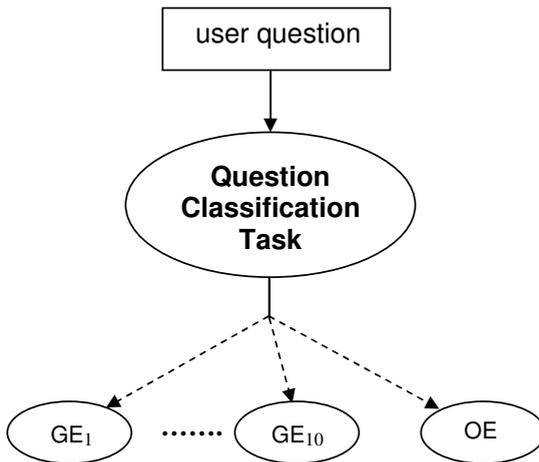 user question
Question
Classification
Task
GE₁ ....... GE₁₀ OE